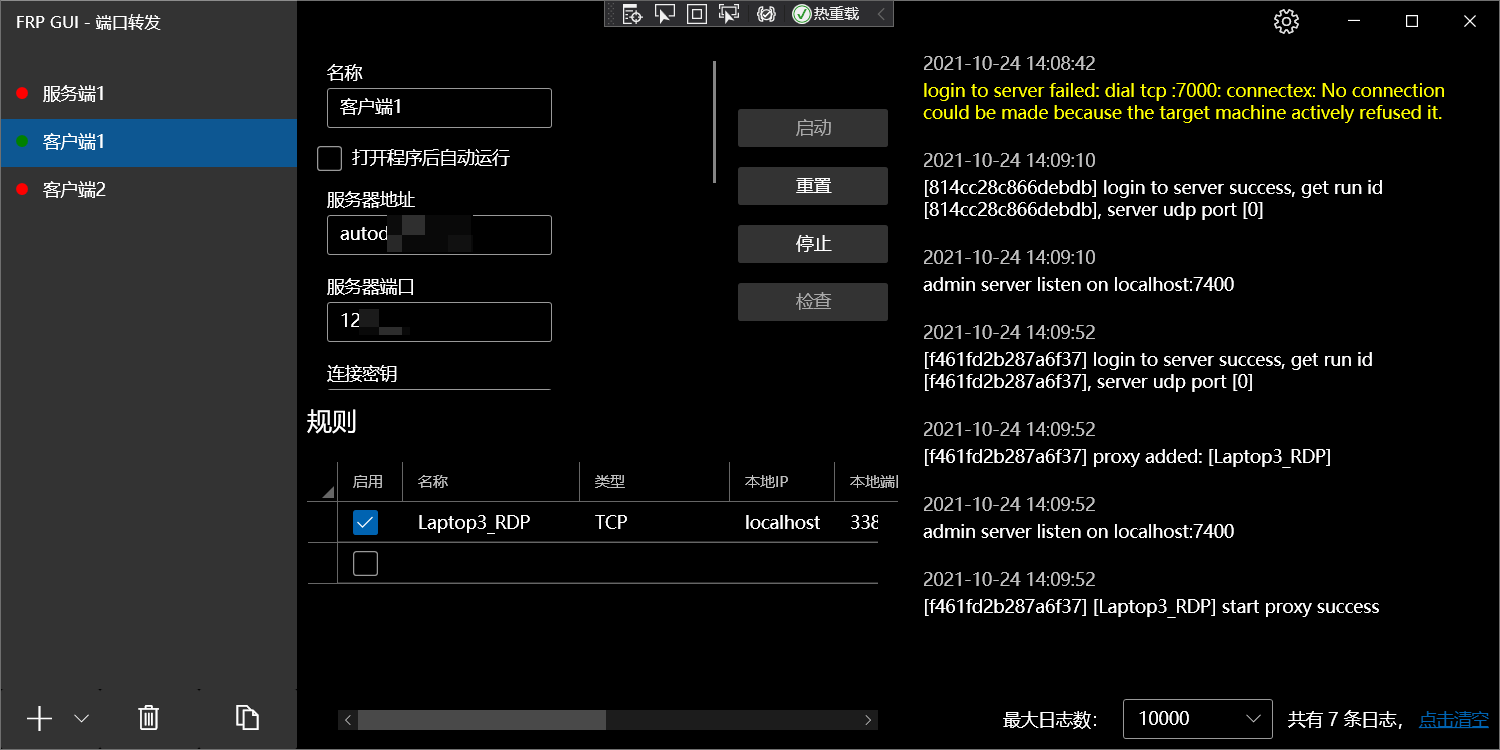 FRP GUI - 端口转发
热重载
服务端1
客户端1
客户端2
名称
客户端1
打开程序后自动运行
服务器地址
autod
服务器端口
12
连接密钥
启动
重置
停止
检查
规则
启用 名称 类型 本地IP 本地端
Laptop3_RDP TCP localhost 338
2021-10-24 14:08:42
login to server failed: dial tcp :7000: connectex: No connection
could be made because the target machine actively refused it.
2021-10-24 14:09:10
[814cc28c866debdb] login to server success, get run id
[814cc28c866debdb], server udp port [0]
2021-10-24 14:09:10
admin server listen on localhost:7400
2021-10-24 14:09:52
[f461fd2b287a6f37] login to server success, get run id
[f461fd2b287a6f37], server udp port [0]
2021-10-24 14:09:52
[f461fd2b287a6f37] proxy added: [Laptop3_RDP]
2021-10-24 14:09:52
admin server listen on localhost:7400
2021-10-24 14:09:52
[f461fd2b287a6f37] [Laptop3_RDP] start proxy success
最大日志数: 10000 共有 7 条日志, 点击清空